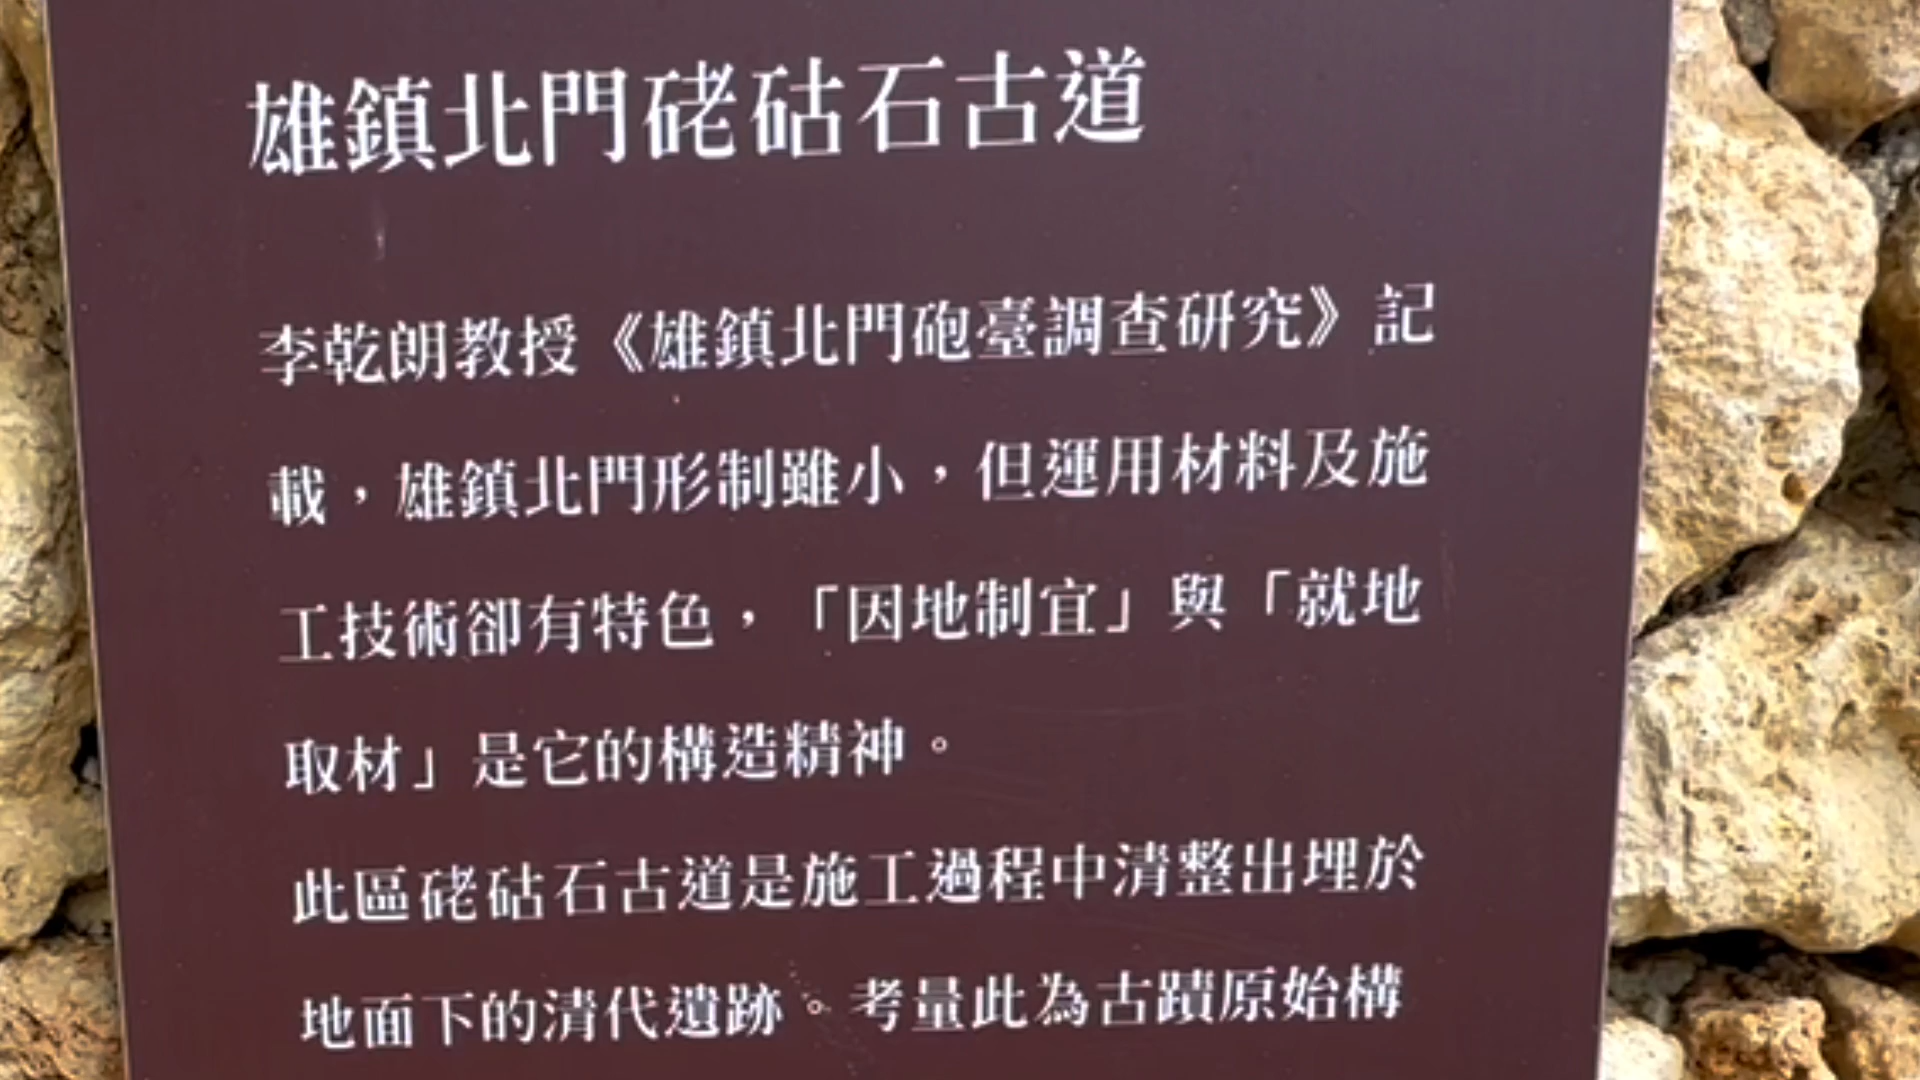 雄鎮北門硓𥑮石古道
李乾朗教授《雄鎮北門砲臺調查研究》記
載，雄鎮北門形制雖小，但運用材料及施
工技術卻有特色，「因地制宜」與「就地
取材」是它的構造精神。
此區硓𥑮石古道是施工過程中清整出埋於
地面下的清代遺跡。考量此為古蹟原始構